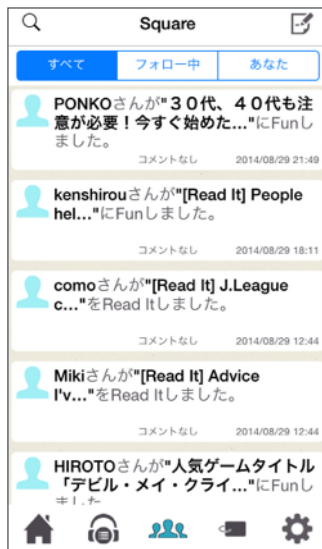 Square
すべて
フォロー中
あなた
PONKOさんが"３０代、４０代も注
意が必要！今すぐ始めた..."にFunし
ました。
コメントなし 2014/08/29 21:49
kenshirouさんが"[Read It] People
hel..."にFunしました。
コメントなし 2014/08/29 18:11
comoさんが"[Read It] J.League
c..."をRead Itしました。
コメントなし 2014/08/29 12:44
Mikiさんが"[Read It] Advice
I'v..."をRead Itしました。
コメントなし 2014/08/29 12:44
HIROTOさんが"人気ゲームタイトル
「デビル・メイ・クライ..."にFunし
ました